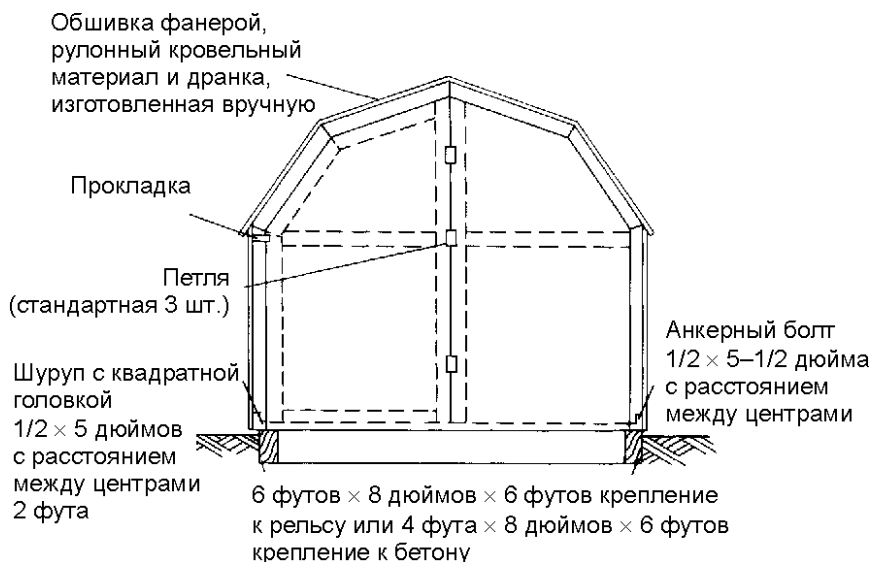 Обшивка фанерой,
рулонный кровельный
материал и дранка,
изготовленная вручную
Прокладка
Петля
(стандартная 3 шт.)
Шуруп с квадратной
головкой
1/2 × 5 дюймов
с расстоянием
между центрами
2 фута
Анкерный болт
1/2 × 5–1/2 дюйма
с расстоянием
между центрами
6 футов × 8 дюймов × 6 футов крепление
к рельсу или 4 фута × 8 дюймов × 6 футов
крепление к бетону